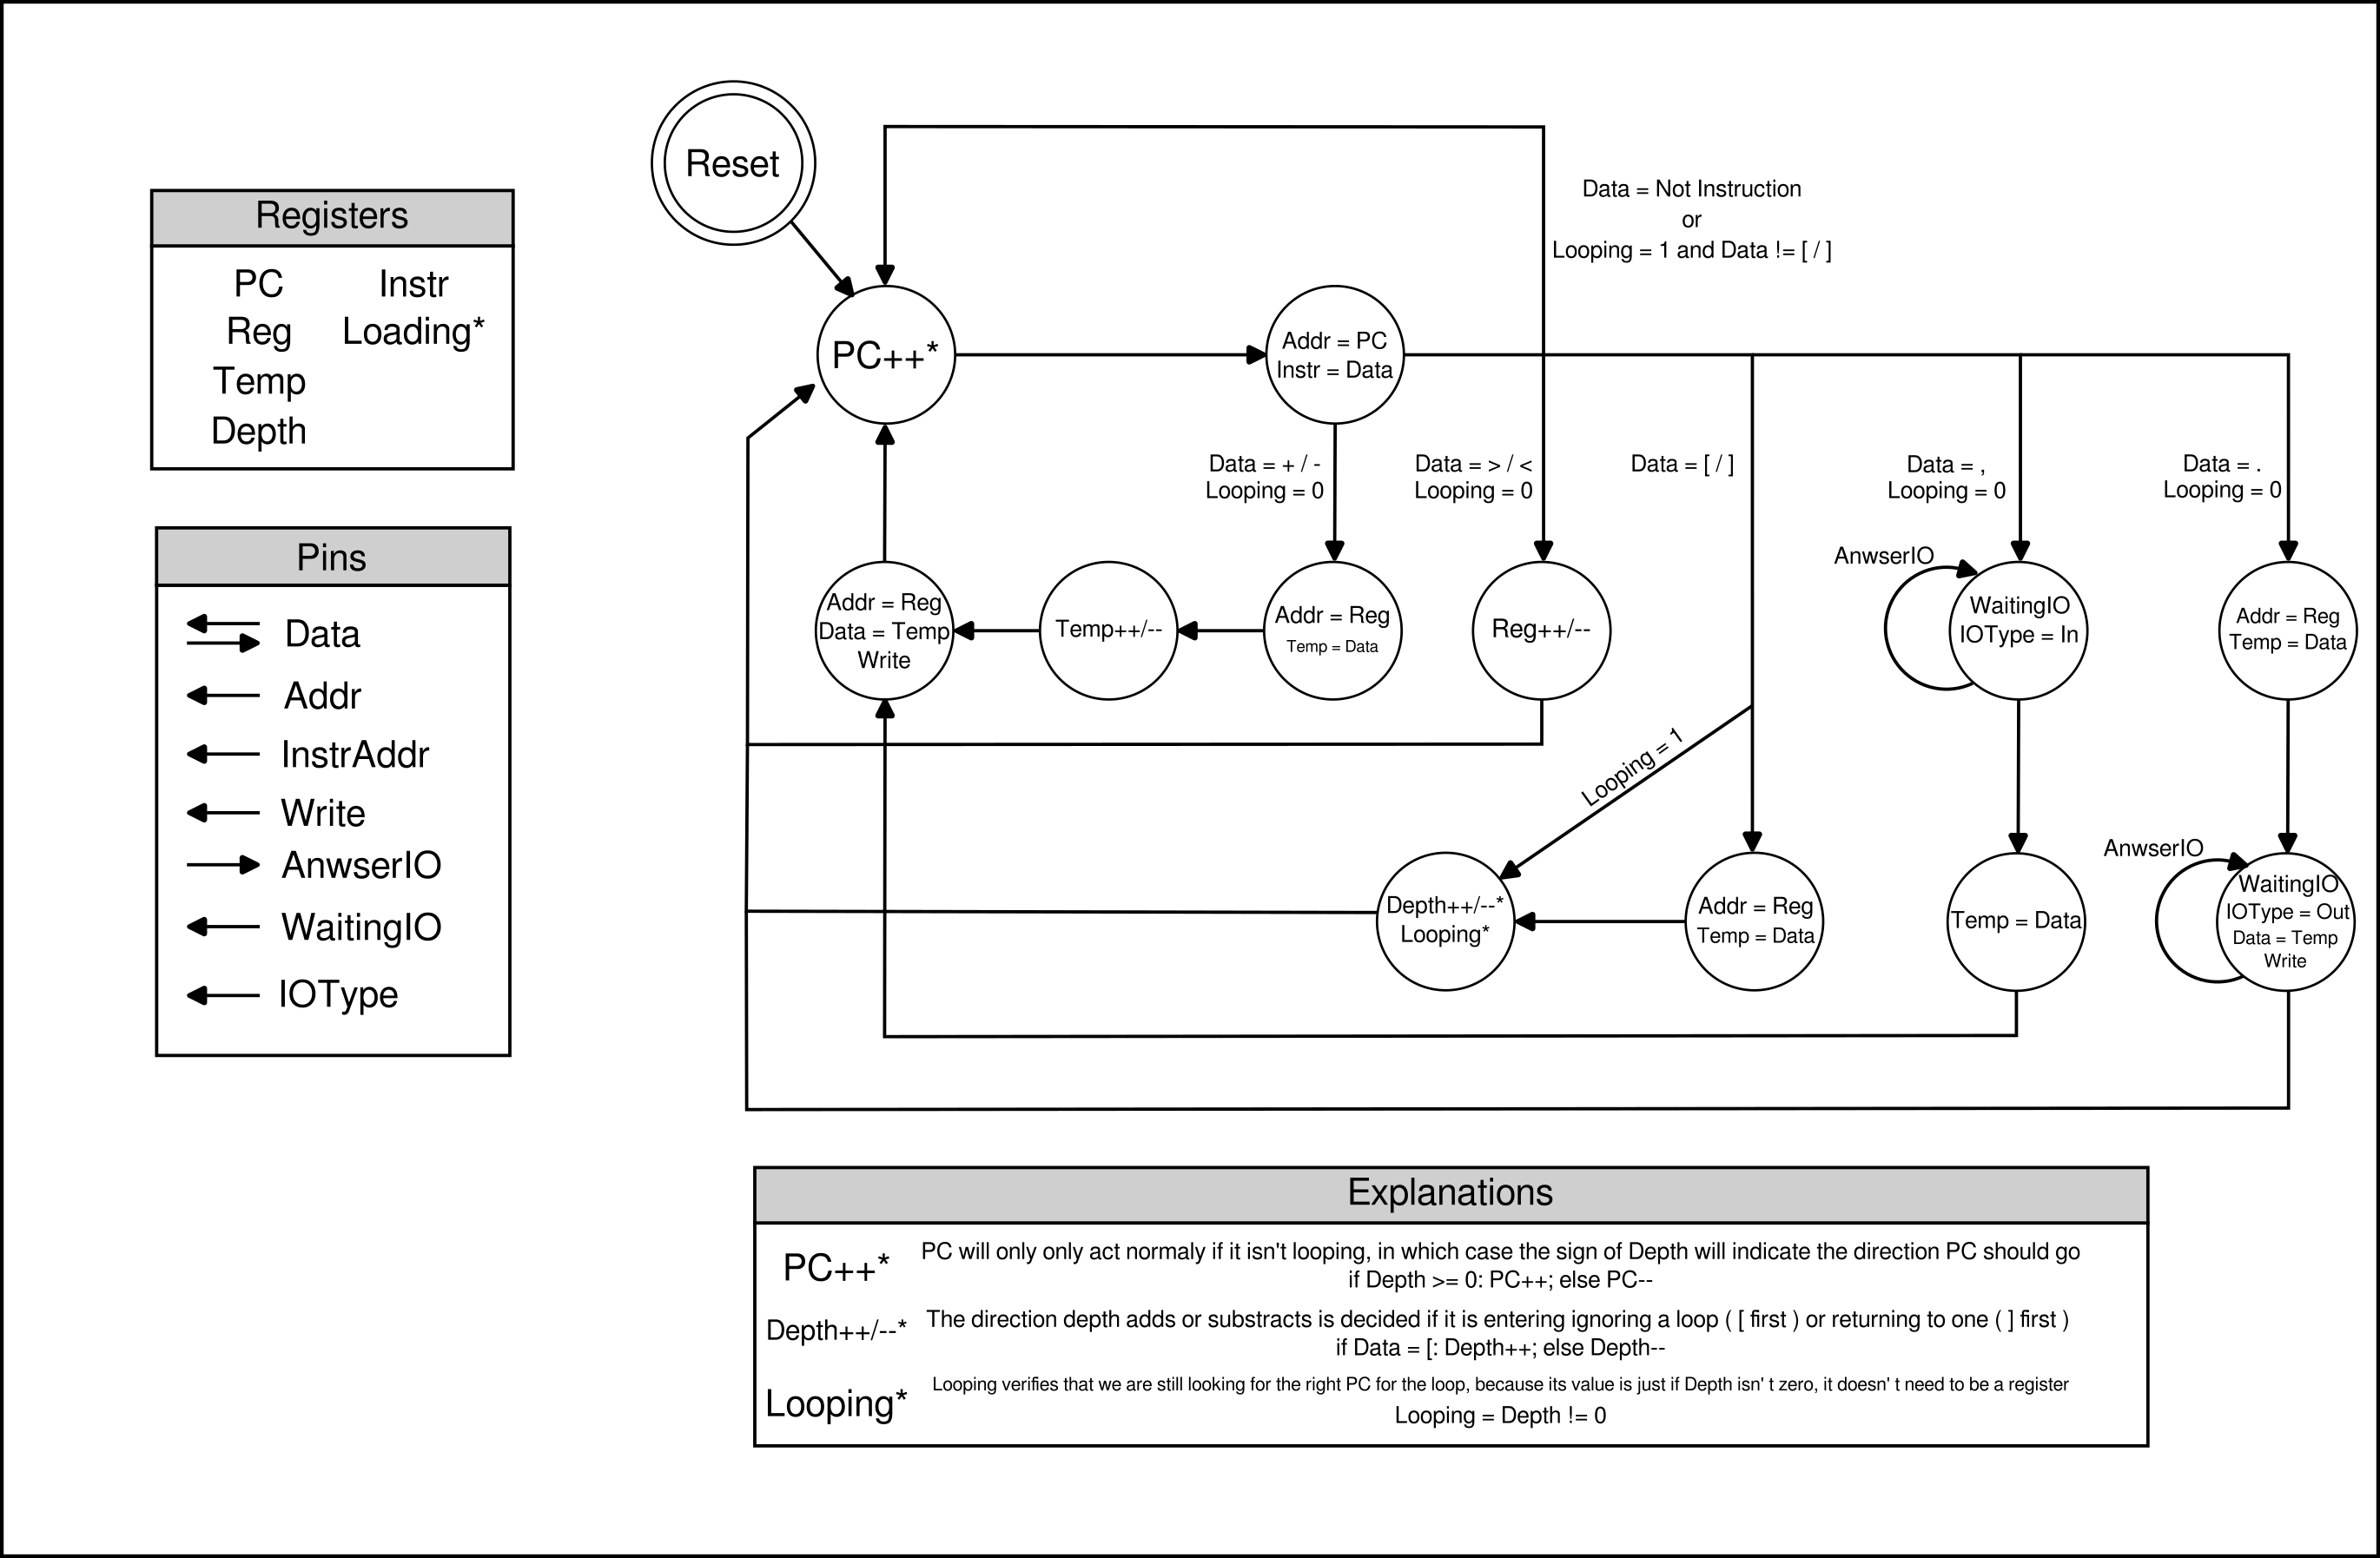 Reset
Registers
PC Instr
Reg Loading*
Temp
Depth
Pins
Data
Addr
InstrAddr
Write
AnwserIO
WaitingIO
IOType
Data = Not Instruction
or
Looping = 1 and Data != [ / ]
PC++*
Addr = PC
Instr = Data
Data = + / -
Looping = 0
Data = > / <
Looping = 0
Data = [ / ]
Data = ,
Looping = 0
Data = .
Looping = 0
Addr = Reg
Data = Temp
Write
Temp++/--
Addr = Reg
Temp = Data
Reg++/--
AnwserIO
WaitingIO
IOType = In
Addr = Reg
Temp = Data
Looping = 1
Depth++/--*
Looping*
Addr = Reg
Temp = Data
Temp = Data
AnwserIO
WaitingIO
IOType = Out
Data = Temp
Write
Explanations
PC++*
PC will only only act normaly if it isn't looping, in which case the sign of Depth will indicate the direction PC should go
if Depth >= 0: PC++; else PC--
Depth++/--*
The direction depth adds or substracts is decided if it is entering ignoring a loop ( [ first ) or returning to one ( ] first )
if Data = [: Depth++; else Depth--
Looping*
Looping verifies that we are still looking for the right PC for the loop, because its value is just if Depth isn' t zero, it doesn' t need to be a register
Looping = Depth != 0